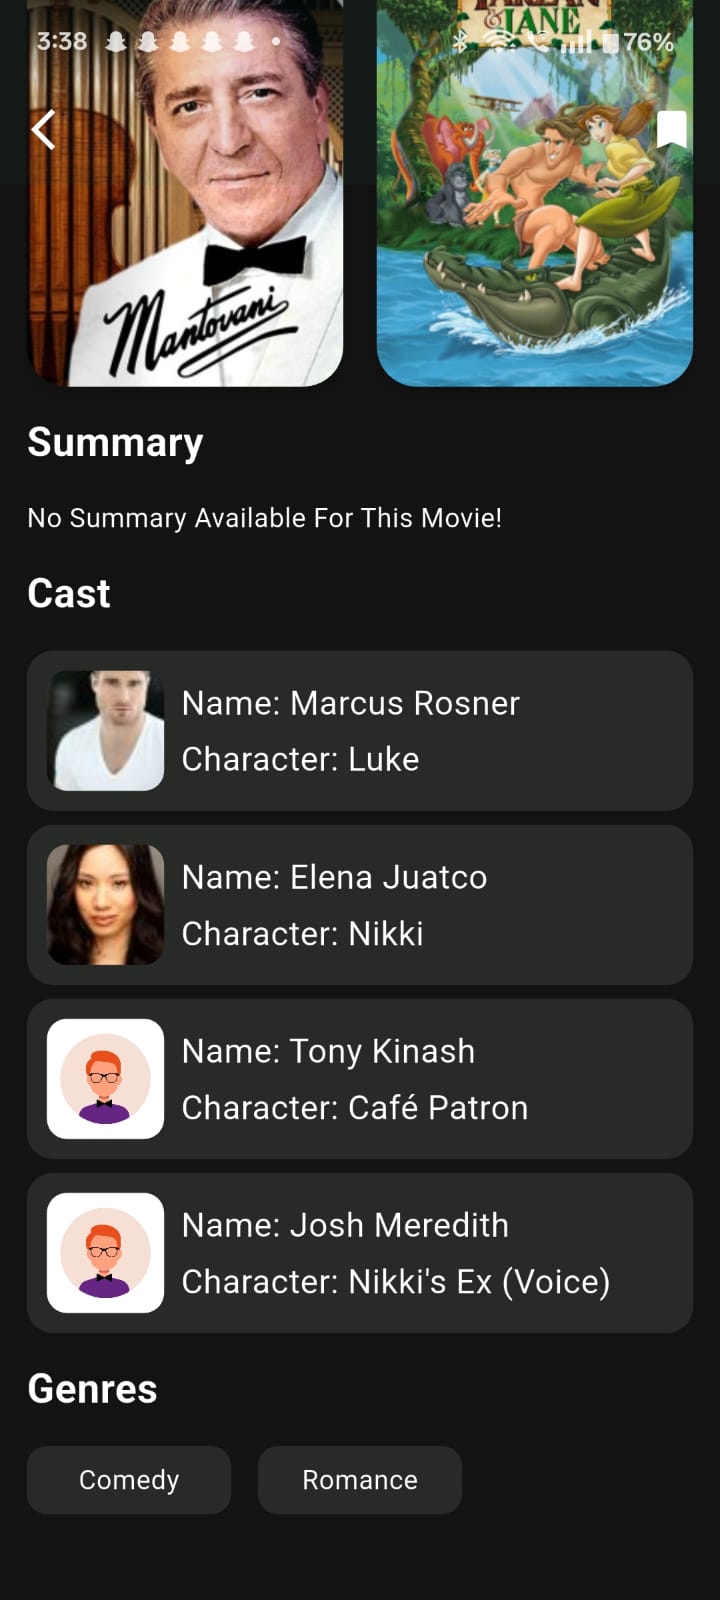 TARZAN
& JANE
3:38
76%
Mantovani
Summary
No Summary Available For This Movie!
Cast
Name: Marcus Rosner
Character: Luke
Name: Elena Juatco
Character: Nikki
Name: Tony Kinash
Character: Café Patron
Name: Josh Meredith
Character: Nikki's Ex (Voice)
Genres
Comedy
Romance